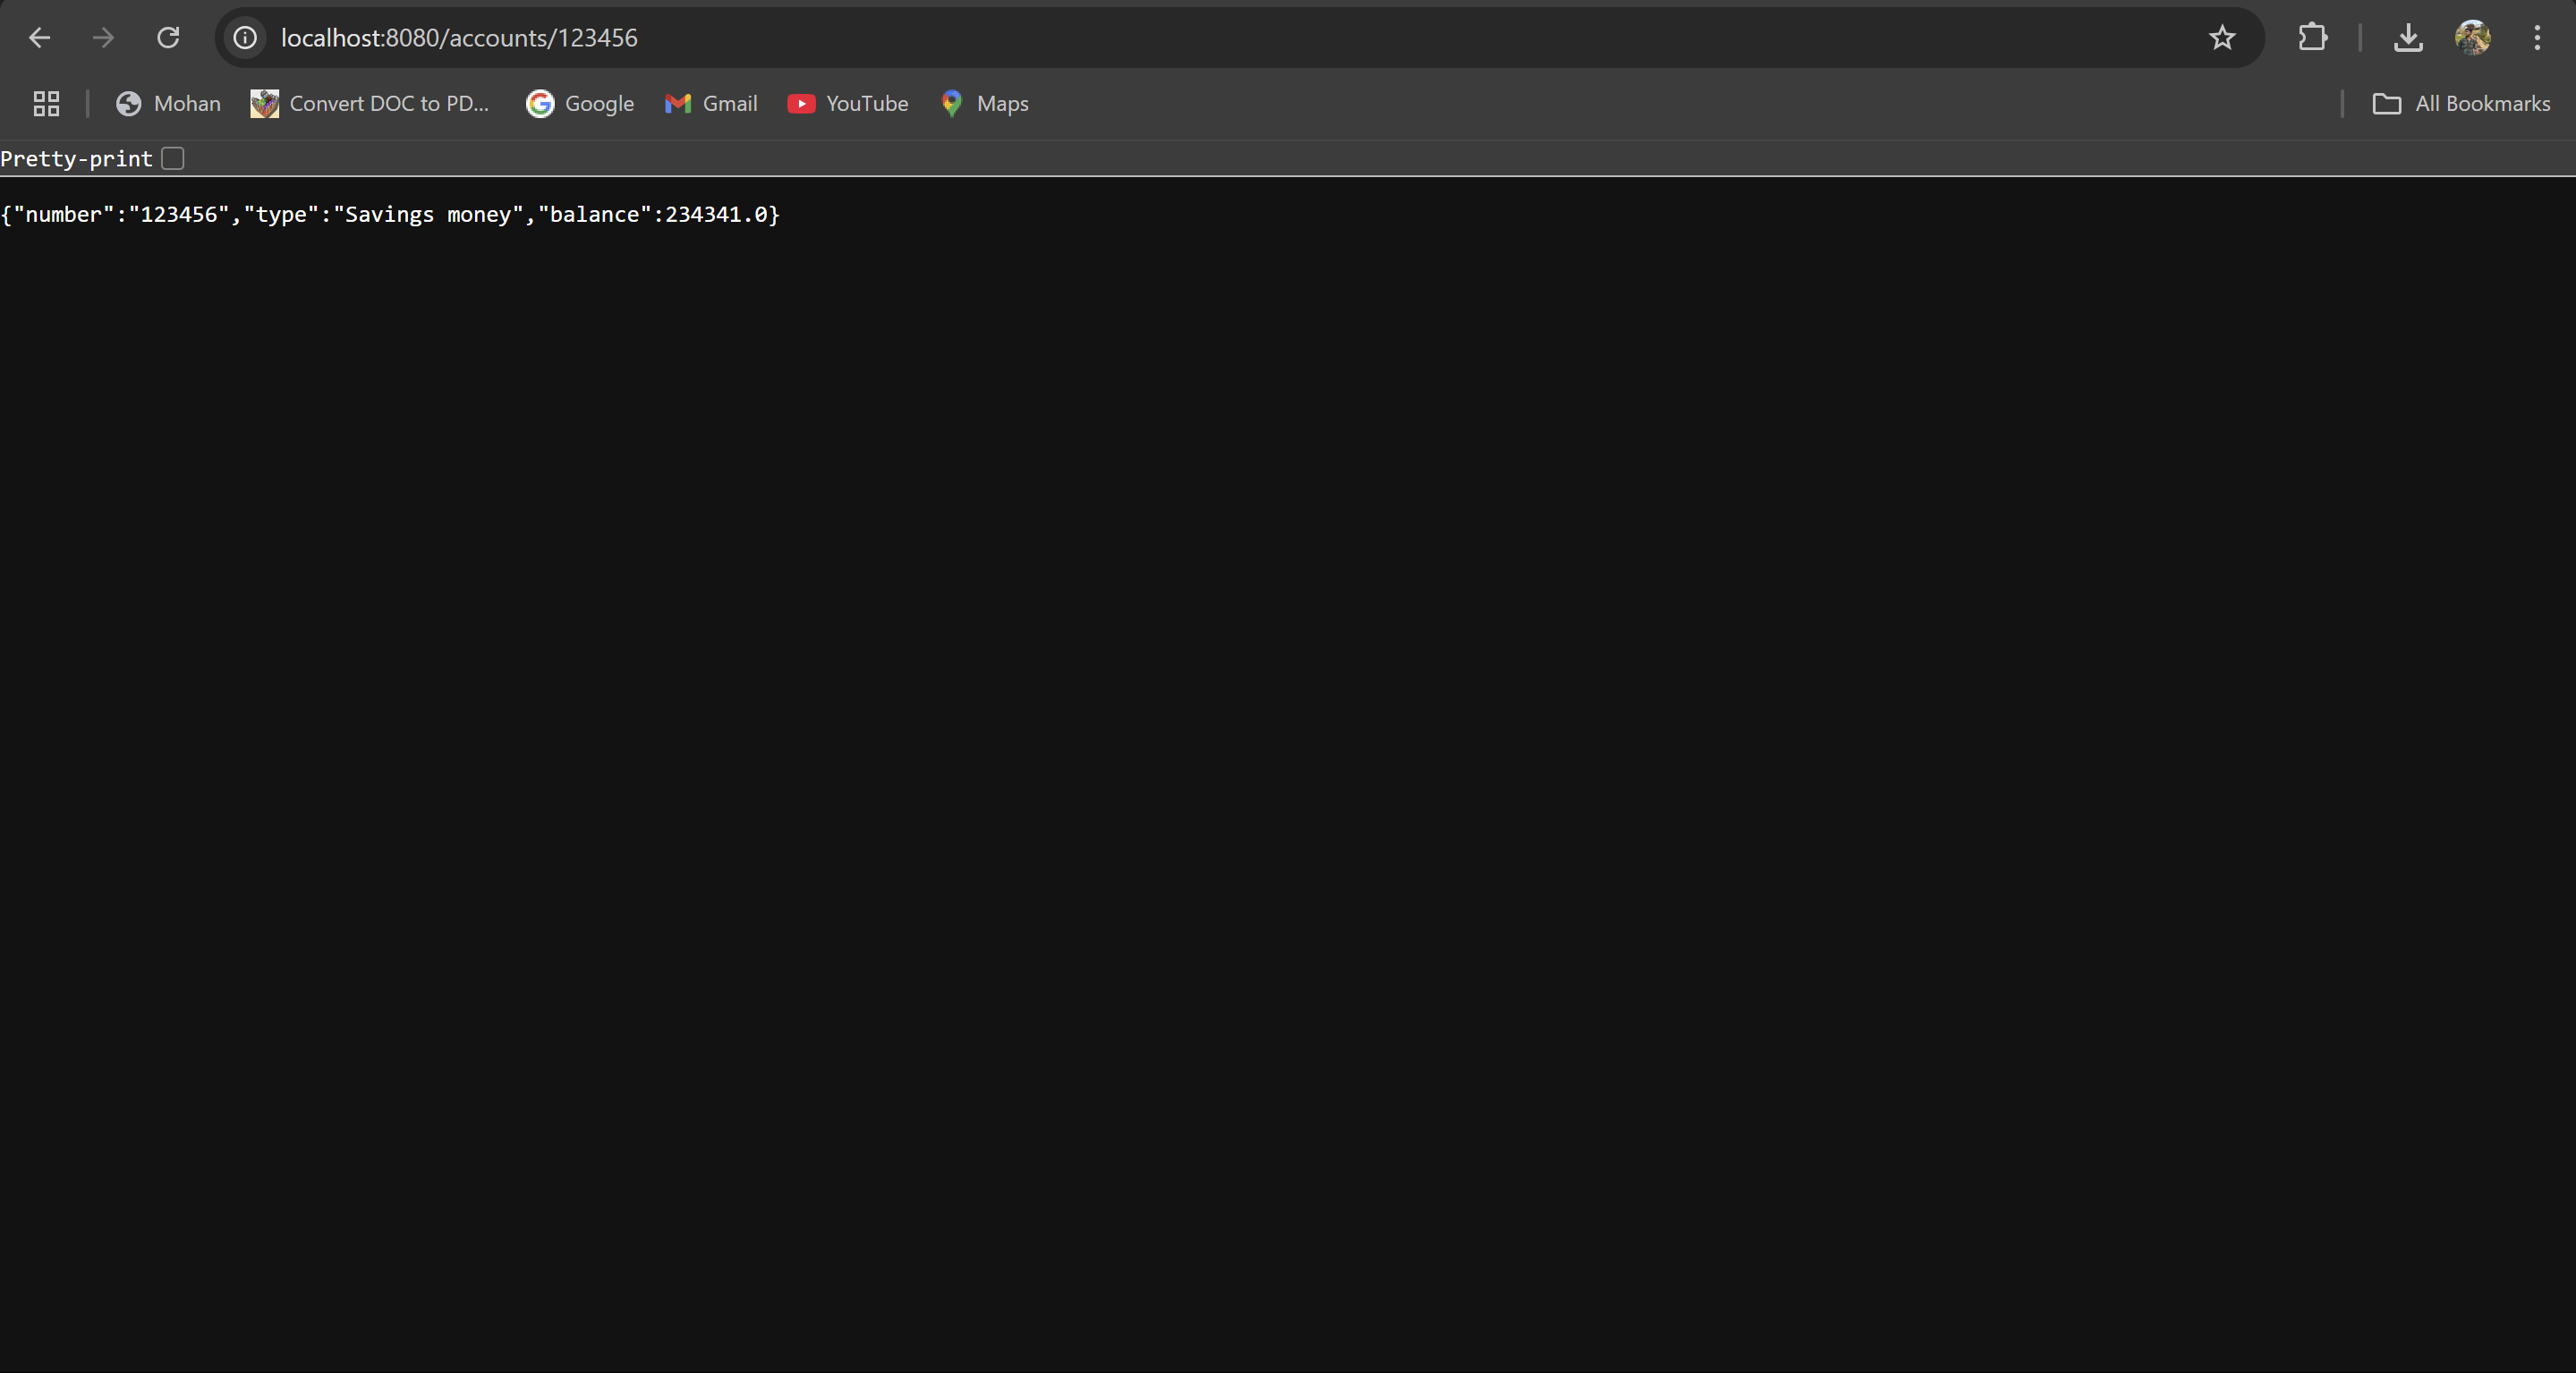 localhost:8080/accounts/123456
Mohan Convert DOC to PD... Google Gmail YouTube Maps All Bookmarks
Pretty-print
{"number":"123456","type":"Savings money","balance":234341.0}